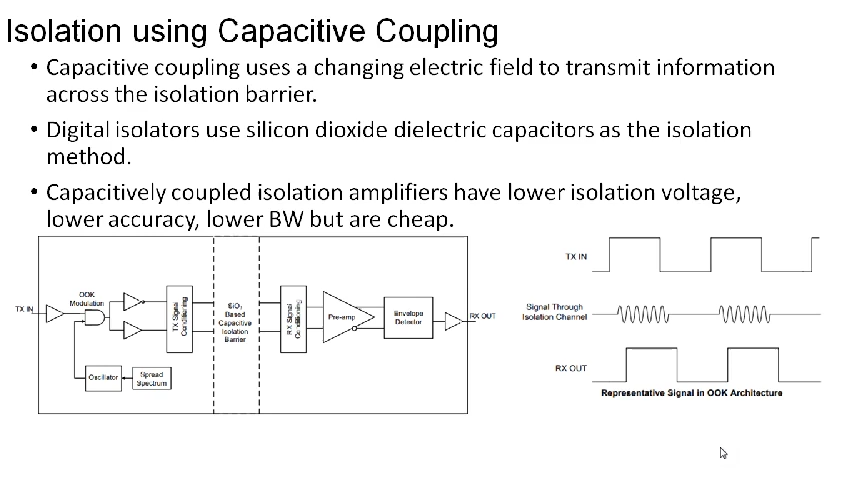 Isolation using Capacitive Coupling
• Capacitive coupling uses a changing electric field to transmit information
across the isolation barrier.
• Digital isolators use silicon dioxide dielectric capacitors as the isolation
method.
• Capacitively coupled isolation amplifiers have lower isolation voltage,
lower accuracy, lower BW but are cheap.
TX IN
OOK
Modulation
Oscillator
Spread
Spectrum
TX Signal
Conditioning
SiO₂
Based
Capacitive
Isolation
Barrier
RX Signal
Conditioning
Pre-amp
Envelope
Detector
RX OUT
TX IN
Signal Through
Isolation Channel
RX OUT
Representative Signal in OOK Architecture